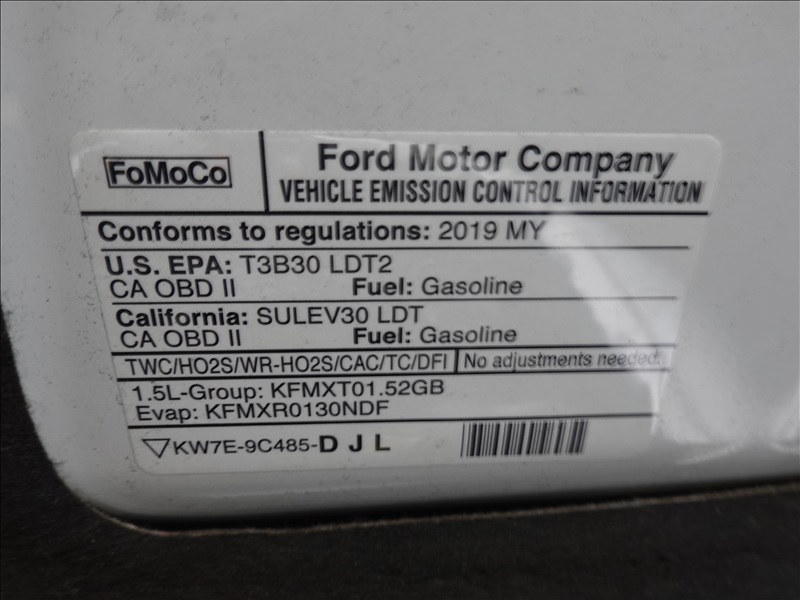 FoMoCo
Ford Motor Company
VEHICLE EMISSION CONTROL INFORMATION
Conforms to regulations: 2019 MY
U.S. EPA: T3B30 LDT2
CA OBD II Fuel: Gasoline
California: SULEV30 LDT
CA OBD II Fuel: Gasoline
TWC/HO2S/WR-HO2S/CAC/TC/DFI No adjustments needed.
1.5L-Group: KFMXT01.52GB
Evap: KFMXR0130NDF
KW7E-9C485-D J L